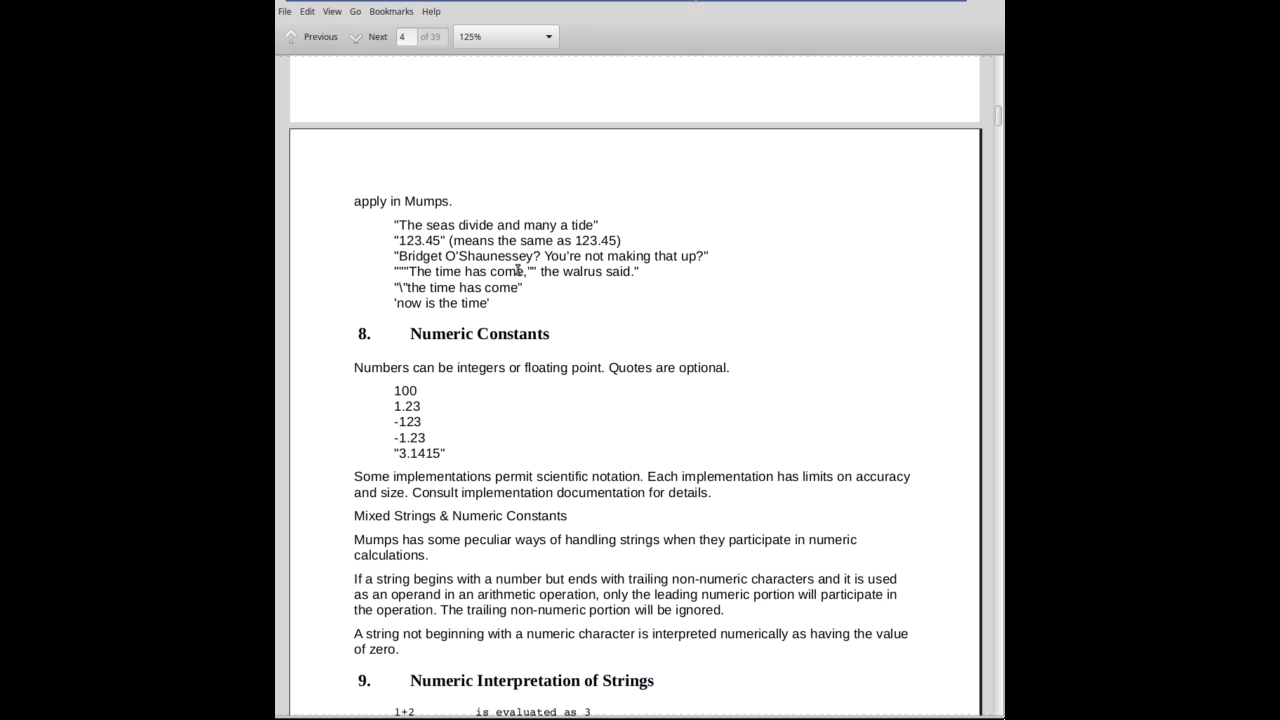 File Edit View Go Bookmarks Help
Previous Next 4 of 39 125%
apply in Mumps.
"The seas divide and many a tide"
"123.45" (means the same as 123.45)
"Bridget O'Shaunessey? You're not making that up?"
"""The time has come,"" the walrus said."
"\"the time has come"
'now is the time'
8. Numeric Constants
Numbers can be integers or floating point. Quotes are optional.
100
1.23
-123
-1.23
"3.1415"
Some implementations permit scientific notation. Each implementation has limits on accuracy
and size. Consult implementation documentation for details.
Mixed Strings & Numeric Constants
Mumps has some peculiar ways of handling strings when they participate in numeric
calculations.
If a string begins with a number but ends with trailing non-numeric characters and it is used
as an operand in an arithmetic operation, only the leading numeric portion will participate in
the operation. The trailing non-numeric portion will be ignored.
A string not beginning with a numeric character is interpreted numerically as having the value
of zero.
9. Numeric Interpretation of Strings
1+2 is evaluated as 3